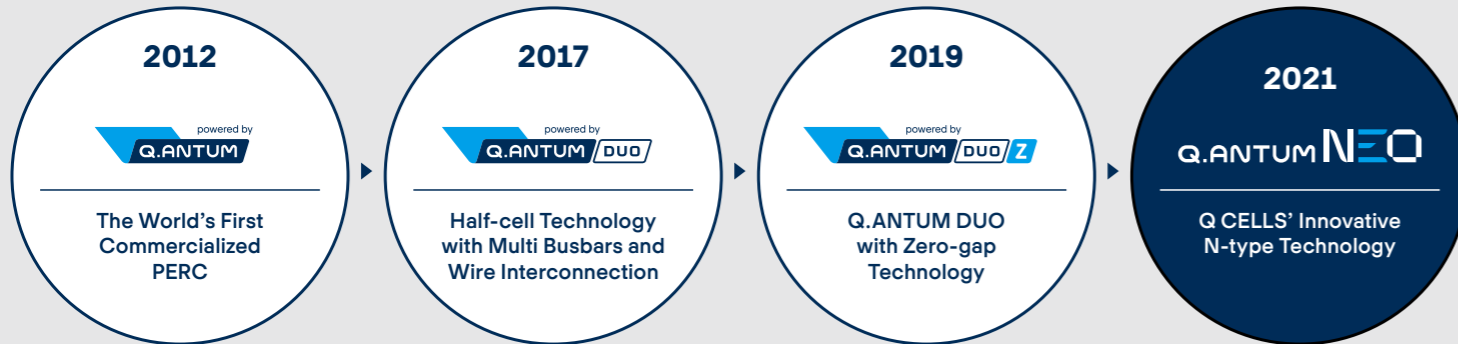 2012
powered by
Q.ANTUM
The World's First
Commercialized
PERC
2017
powered by
Q.ANTUM DUO
Half-cell Technology
with Multi Busbars and
Wire Interconnection
2019
powered by
Q.ANTUM DUO Z
Q.ANTUM DUO
with Zero-gap
Technology
2021
Q.ANTUM NEO
Q CELLS' Innovative
N-type Technology